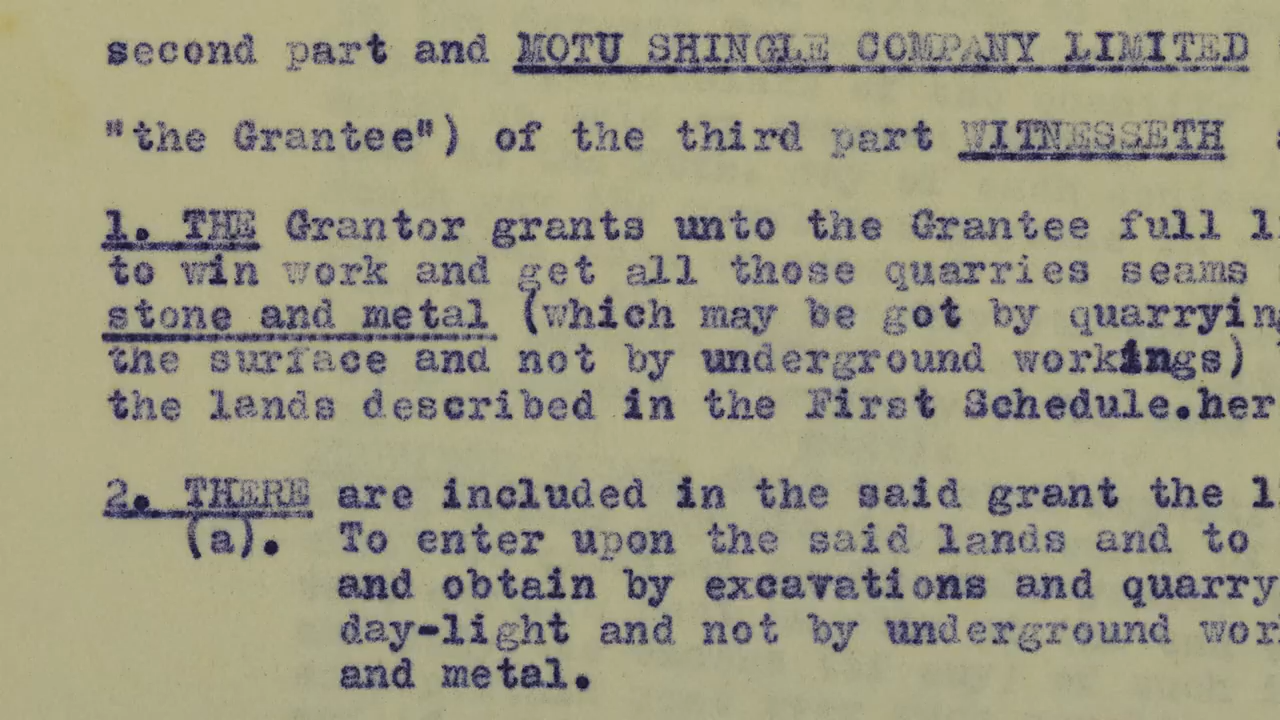 second part and MOTU SHINGLE COMPANY LIMITED
"the Grantee") of the third part WITNESSETH
1. THE Grantor grants unto the Grantee full li
to win work and get all those quarries seams
stone and metal (which may be got by quarryin
the surface and not by underground workings)
the lands described in the First Schedule.her
2. THERE are included in the said grant the l
(a). To enter upon the said lands and to
and obtain by excavations and quarry
day-light and not by underground wor
and metal.